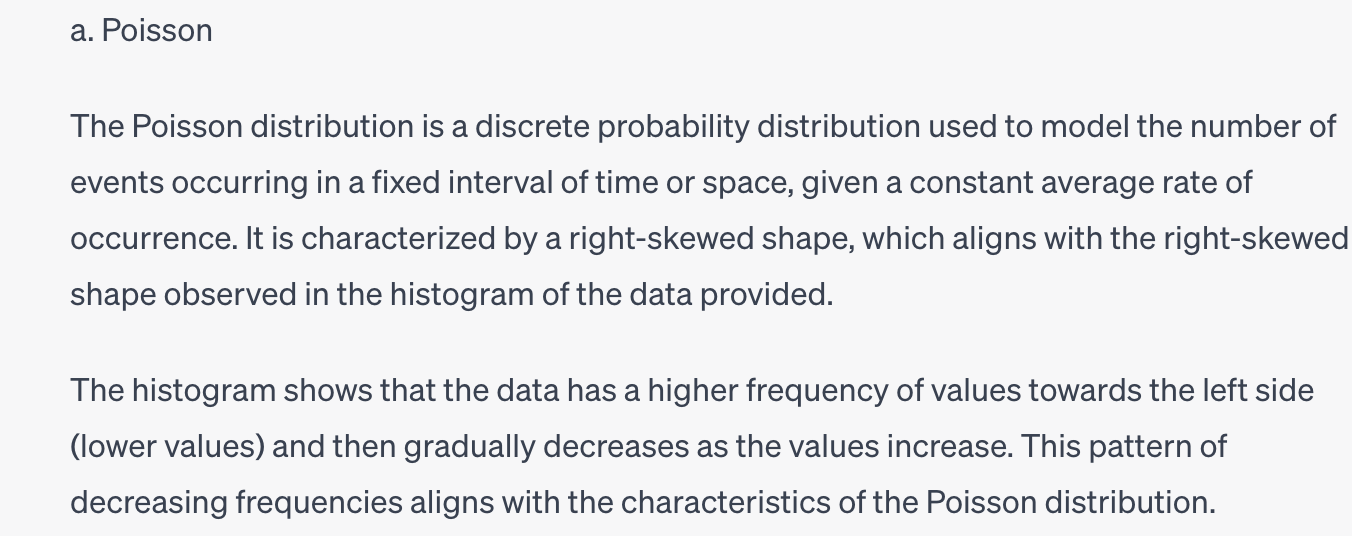 a. Poisson
The Poisson distribution is a discrete probability distribution used to model the number of
events occurring in a fixed interval of time or space, given a constant average rate of
occurrence. It is characterized by a right-skewed shape, which aligns with the right-skewed
shape observed in the histogram of the data provided.
The histogram shows that the data has a higher frequency of values towards the left side
(lower values) and then gradually decreases as the values increase. This pattern of
decreasing frequencies aligns with the characteristics of the Poisson distribution.